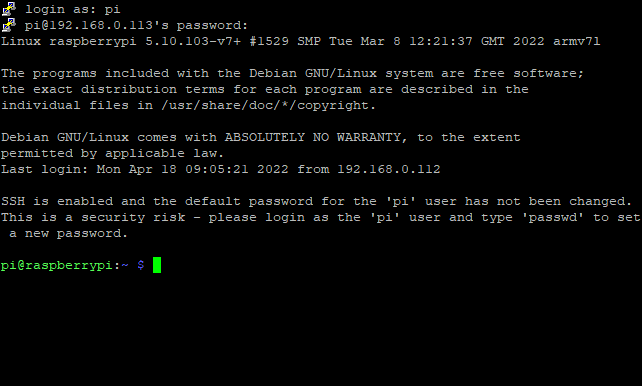 login as: pi
pi@192.168.0.113's password:
Linux raspberrypi 5.10.103-v7+ #1529 SMP Tue Mar 8 12:21:37 GMT 2022 armv7l
The programs included with the Debian GNU/Linux system are free software;
the exact distribution terms for each program are described in the
individual files in /usr/share/doc/*/copyright.
Debian GNU/Linux comes with ABSOLUTELY NO WARRANTY, to the extent
permitted by applicable law.
Last login: Mon Apr 18 09:05:21 2022 from 192.168.0.112
SSH is enabled and the default password for the 'pi' user has not been changed.
This is a security risk - please login as the 'pi' user and type 'passwd' to set
 a new password.
pi@raspberrypi:~ $